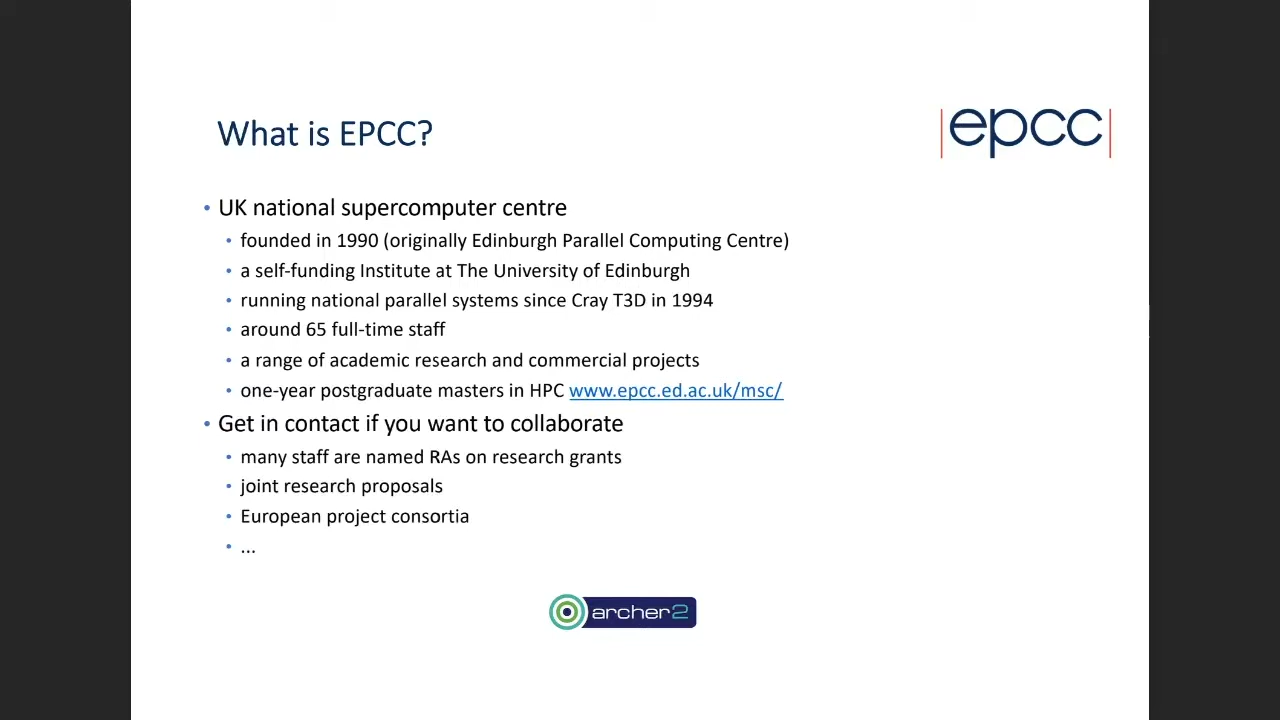 What is EPCC?
|epcc|
• UK national supercomputer centre
• founded in 1990 (originally Edinburgh Parallel Computing Centre)
• a self-funding Institute at The University of Edinburgh
• running national parallel systems since Cray T3D in 1994
• around 65 full-time staff
• a range of academic research and commercial projects
• one-year postgraduate masters in HPC www.epcc.ed.ac.uk/msc/
• Get in contact if you want to collaborate
• many staff are named RAs on research grants
• joint research proposals
• European project consortia
• ...
archer2